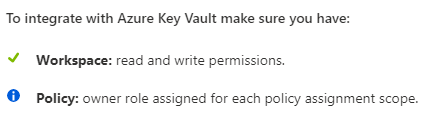 To integrate with Azure Key Vault make sure you have:
Workspace: read and write permissions.
Policy: owner role assigned for each policy assignment scope.